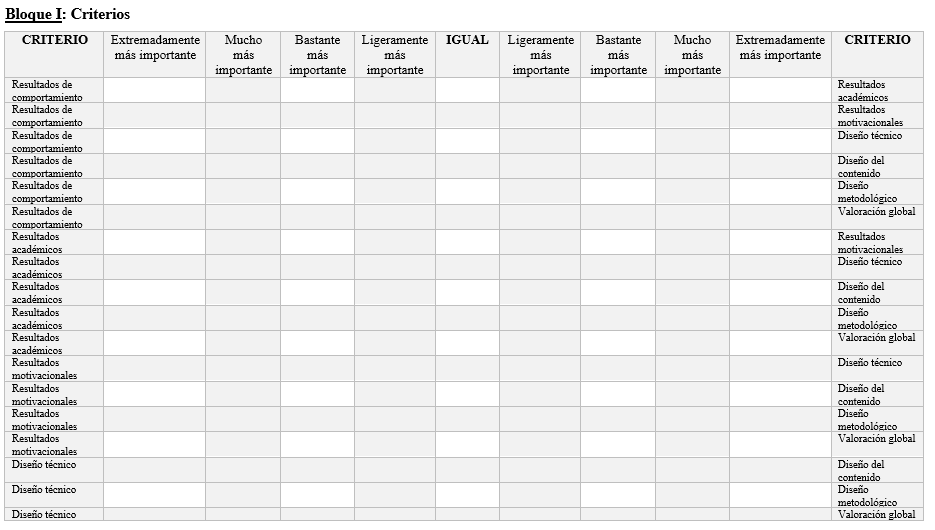 Bloque I: Criterios
CRITERIO Extremadamente más importante Mucho más importante Bastante más importante Ligeramente más importante IGUAL Ligeramente más importante Bastante más importante Mucho más importante Extremadamente más importante CRITERIO
Resultados de comportamiento Resultados académicos
Resultados de comportamiento Resultados motivacionales
Resultados de comportamiento Diseño técnico
Resultados de comportamiento Diseño del contenido
Resultados de comportamiento Diseño metodológico
Resultados de comportamiento Valoración global
Resultados académicos Resultados motivacionales
Resultados académicos Diseño técnico
Resultados académicos Diseño del contenido
Resultados académicos Diseño metodológico
Resultados académicos Valoración global
Resultados motivacionales Diseño técnico
Resultados motivacionales Diseño del contenido
Resultados motivacionales Diseño metodológico
Resultados motivacionales Valoración global
Diseño técnico Diseño del contenido
Diseño técnico Diseño metodológico
Diseño técnico Valoración global